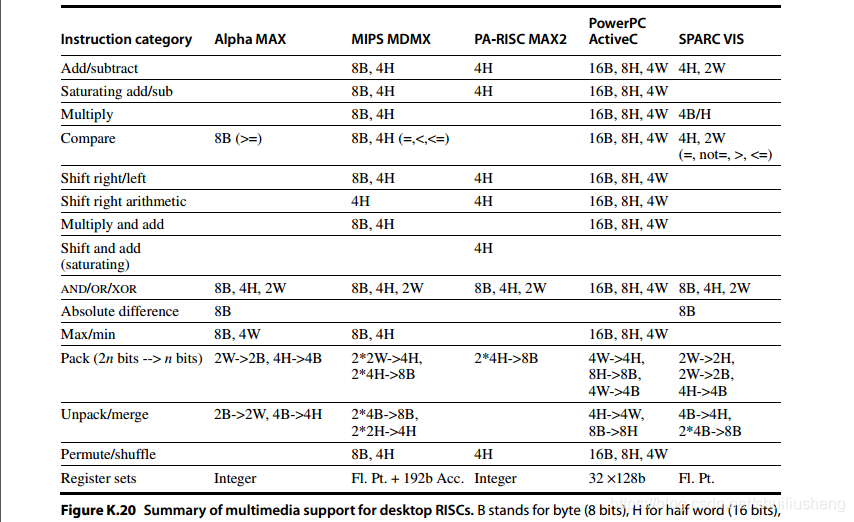 Instruction category Alpha MAX MIPS MDMX PA-RISC MAX2 PowerPC ActiveC SPARC VIS
Add/subtract 8B, 4H 4H 16B, 8H, 4W 4H, 2W
Saturating add/sub 8B, 4H 4H 16B, 8H, 4W
Multiply 8B, 4H 16B, 8H, 4W 4B/H
Compare 8B (>=) 8B, 4H (=,<,<=) 16B, 8H, 4W 4H, 2W
(=, not=, >, <=)
Shift right/left 8B, 4H 4H 16B, 8H, 4W
Shift right arithmetic 4H 4H 16B, 8H, 4W
Multiply and add 8B, 4H 16B, 8H, 4W
Shift and add 4H
(saturating)
AND/OR/XOR 8B, 4H, 2W 8B, 4H, 2W 8B, 4H, 2W 16B, 8H, 4W 8B, 4H, 2W
Absolute difference 8B 8B
Max/min 8B, 4W 8B, 4H 16B, 8H, 4W
Pack (2n bits --> n bits) 2W->2B, 4H->4B 2*2W->4H, 2*4H->8B 4W->4H, 2W->2H,
2*4H->8B 8H->8B, 2W->2B,
4W->4B 4H->4B
Unpack/merge 2B->2W, 4B->4H 2*4B->8B, 4H->4W, 4B->4H,
2*2H->4H 8B->8H 2*4B->8B
Permute/shuffle 8B, 4H 4H 16B, 8H, 4W
Register sets Integer Fl. Pt. + 192b Acc. Integer 32 ×128b Fl. Pt.
Figure K.20 Summary of multimedia support for desktop RISCs. B stands for byte (8 bits), H for half word (16 bits),